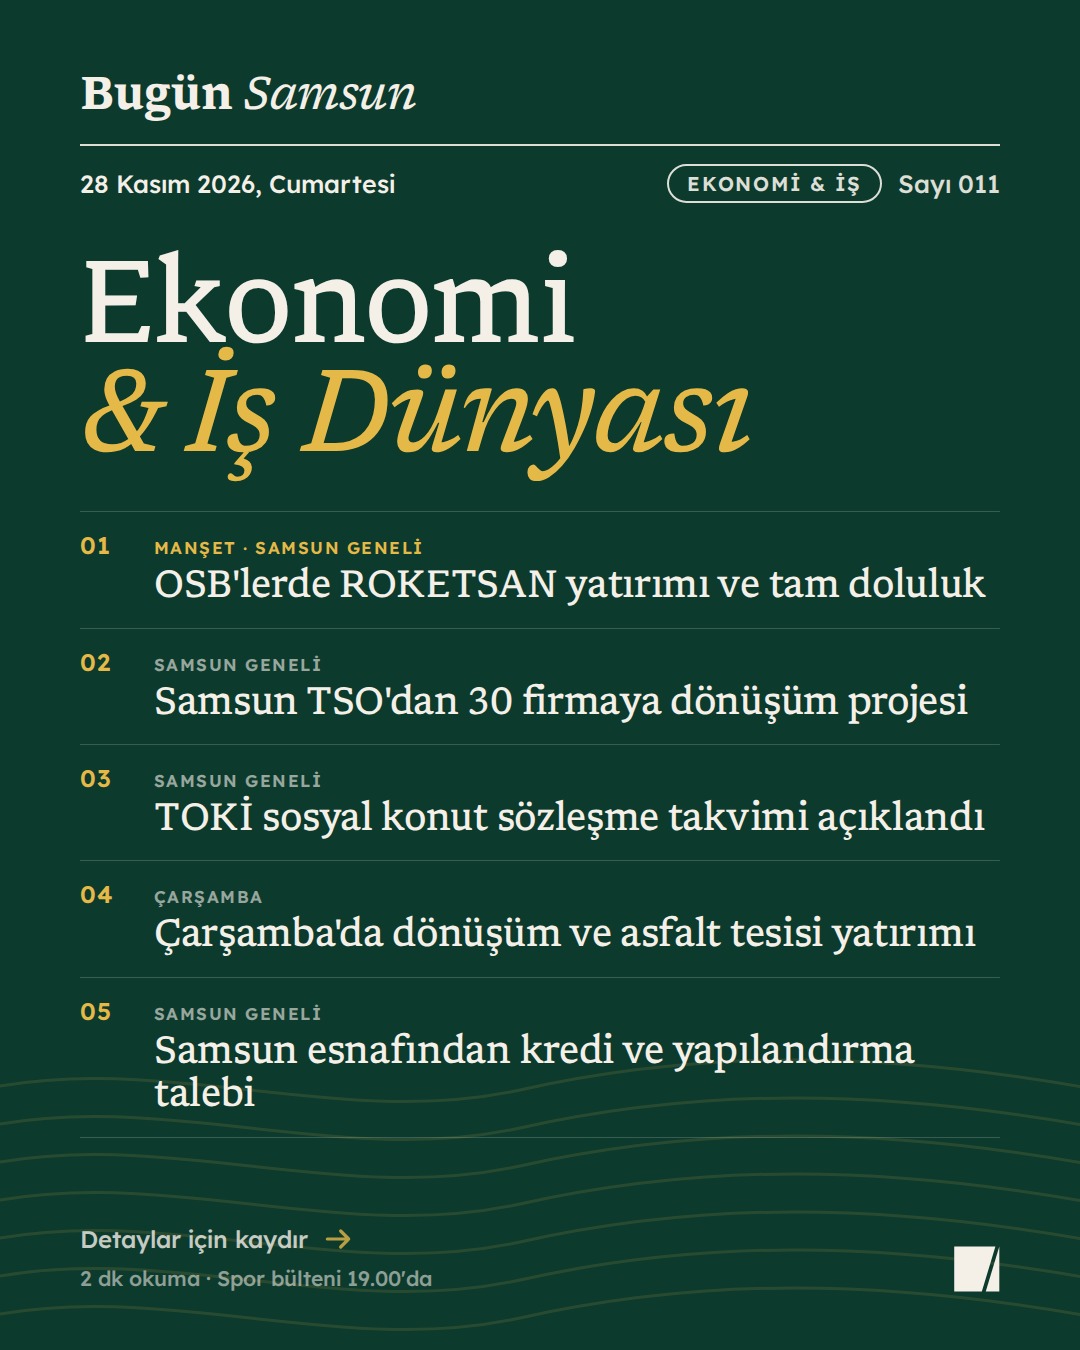 Bugün Samsun
28 Kasım 2026, Cumartesi
EKONOMİ & İŞ
Sayı 011
Ekonomi
& İş Dünyası
01
MANŞET · SAMSUN GENELİ
OSB'lerde ROKETSAN yatırımı ve tam doluluk
02
SAMSUN GENELİ
Samsun TSO'dan 30 firmaya dönüşüm projesi
03
SAMSUN GENELİ
TOKİ sosyal konut sözleşme takvimi açıklandı
04
ÇARŞAMBA
Çarşamba'da dönüşüm ve asfalt tesisi yatırımı
05
SAMSUN GENELİ
Samsun esnafından kredi ve yapılandırma
talebi
Detaylar için kaydır →
2 dk okuma · Spor bülteni 19.00'da